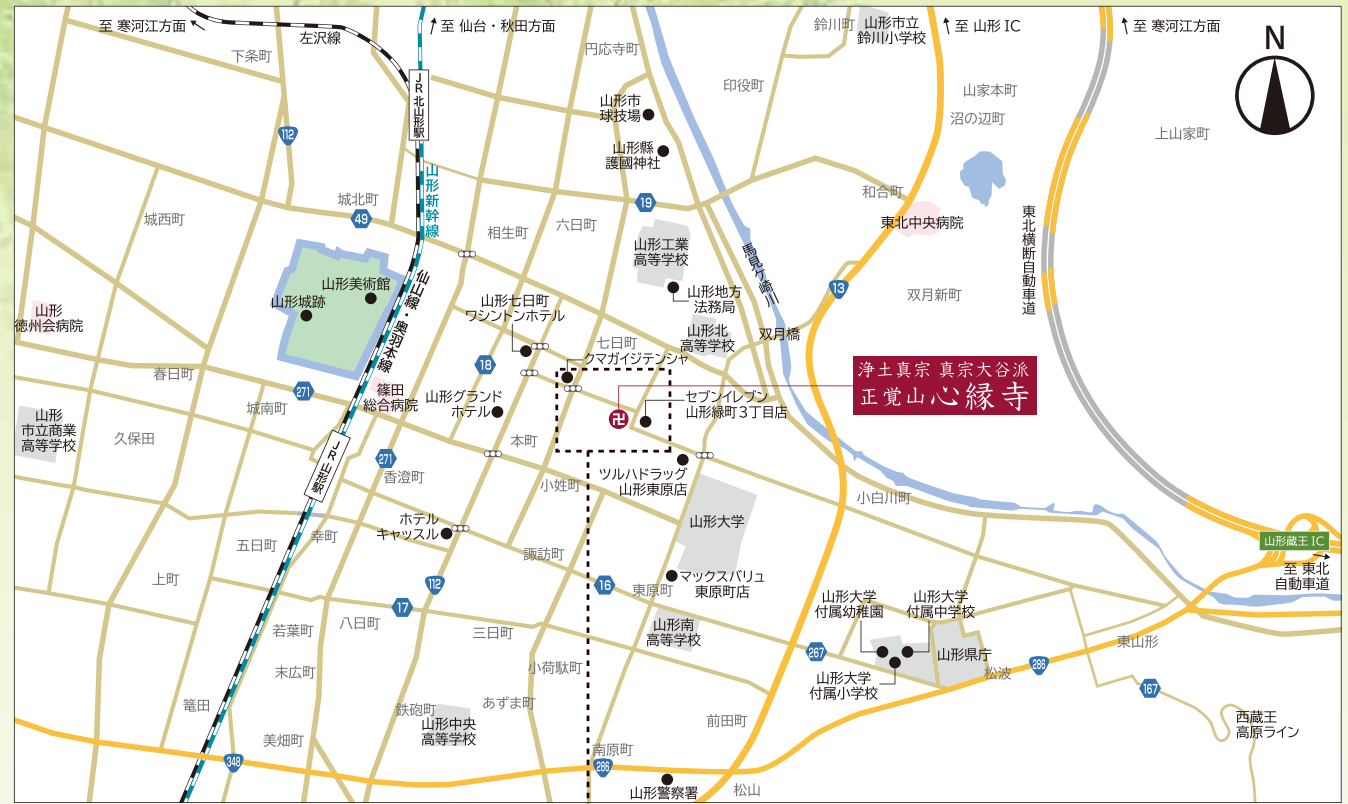 至 寒河江方面
左沢線
至 仙台・秋田方面
鈴川町
山形市立
鈴川小学校
至 山形 IC
至 寒河江方面
N
下条町
円応寺町
印役町
山家本町
沼の辺町
上山家町
JR 北山形駅
山形市
球技場
山形縣
護國神社
112
山形新幹線
城北町
49
城西町
19
和合町
東北中央病院
相生町
六日町
山形工業
高等学校
馬見ケ崎川
東北横断自動車道
山形美術館
山形城跡
仙山線・奥羽本線
山形七日町
ワシントンホテル
山形地方
法務局
13
双月新町
山形
徳州会病院
七日町
山形北
高等学校
双月橋
クマガイジテンシャ
18
春日町
271
城南町
篠田
総合病院
山形グランド
ホテル
セブンイレブン
山形緑町3丁目店
卍
浄土真宗 真宗大谷派
正覚山 心縁寺
山形
市立商業
高等学校
久保田
本町
JR 山形駅
271
香澄町
小姓町
ツルハドラッグ
山形東原店
小白川町
ホテル
キャッスル
山形大学
五日町
幸町
諏訪町
山形蔵王 IC
至 東北
自動車道
上町
112
16
東原町
マックスバリュ
東原町店
17
山形大学
付属幼稚園
山形大学
付属中学校
若葉町
八日町
三日町
山形南
高等学校
267
山形県庁
東山形
末広町
小荷駄町
山形大学
付属小学校
松波
286
167
篭田
鉄砲町
あずま町
山形中央
高等学校
前田町
西蔵王
高原ライン
美畑町
348
南原町
286
山形警察署
松山